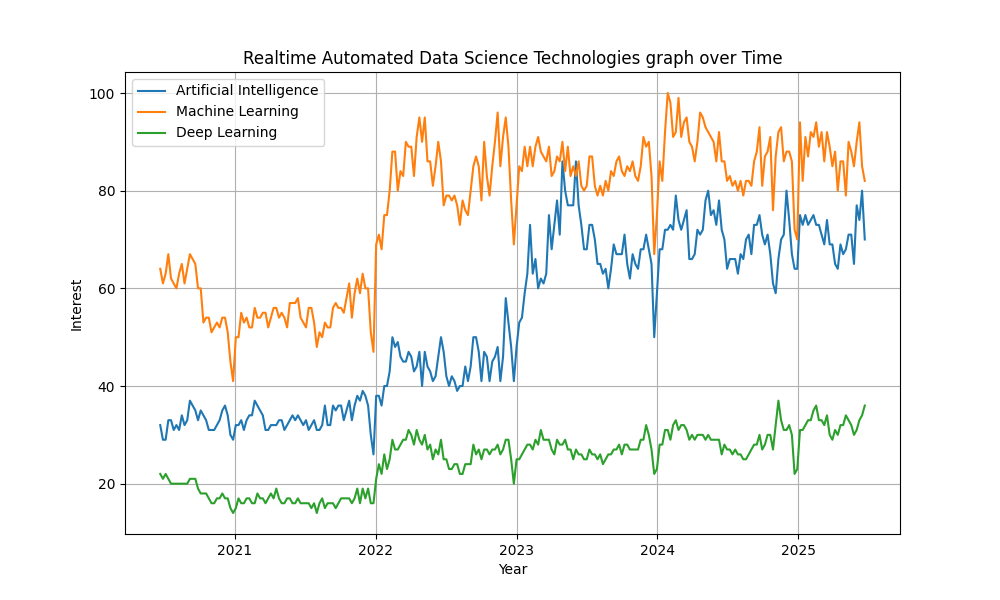 Realtime Automated Data Science Technologies graph over Time
Artificial Intelligence
Machine Learning
Deep Learning
100
80
60
40
20
Interest
2021 2022 2023 2024 2025
Year